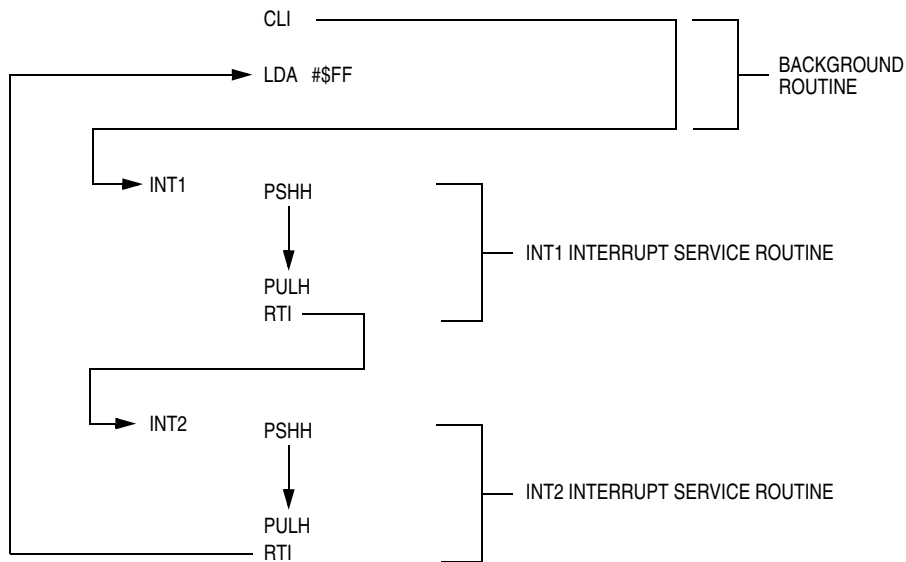 CLI
LDA #$FF
BACKGROUND
ROUTINE
INT1
PSHH
INT1 INTERRUPT SERVICE ROUTINE
PULH
RTI
INT2
PSHH
INT2 INTERRUPT SERVICE ROUTINE
PULH
RTI